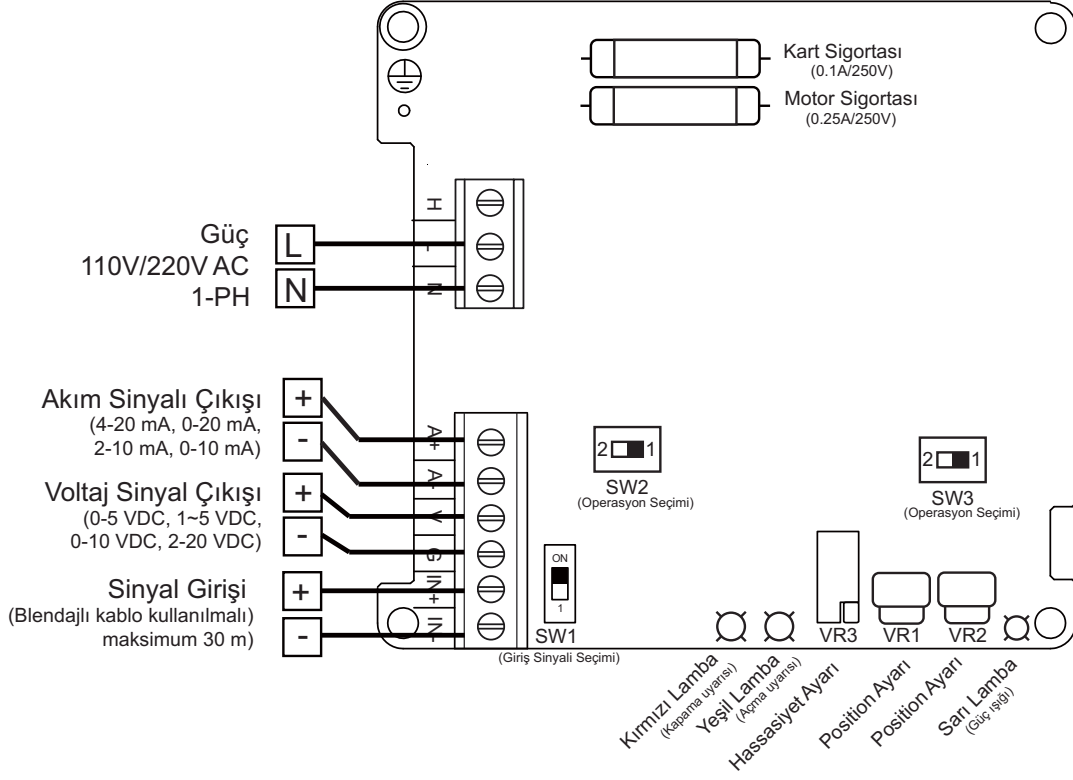 Kart Sigortası
(0.1A/250V)
Motor Sigortası
(0.25A/250V)
H
L
N
Güç
110V/220V AC
1-PH
L
N
Akım Sinyalı Çıkışı
(4-20 mA, 0-20 mA,
2-10 mA, 0-10 mA)
+
-
Voltaj Sinyal Çıkışı
(0-5 VDC, 1~5 VDC,
0-10 VDC, 2-20 VDC)
+
-
Sinyal Girişi
(Blendajlı kablo kullanılmalı)
maksimum 30 m)
+
-
A+
A-
V
G
IN+
IN-
ON
1
SW1
(Giriş Sinyali Seçimi)
2 1
SW2
(Operasyon Seçimi)
2 1
SW3
(Operasyon Seçimi)
VR3
VR1
VR2
Kırmızı Lamba
(Kapama uyarısı)
Yeşil Lamba
(Açma uyarısı)
Hassasiyet Ayarı
Position Ayarı
Position Ayarı
Sarı Lamba
(Güç ışığı)